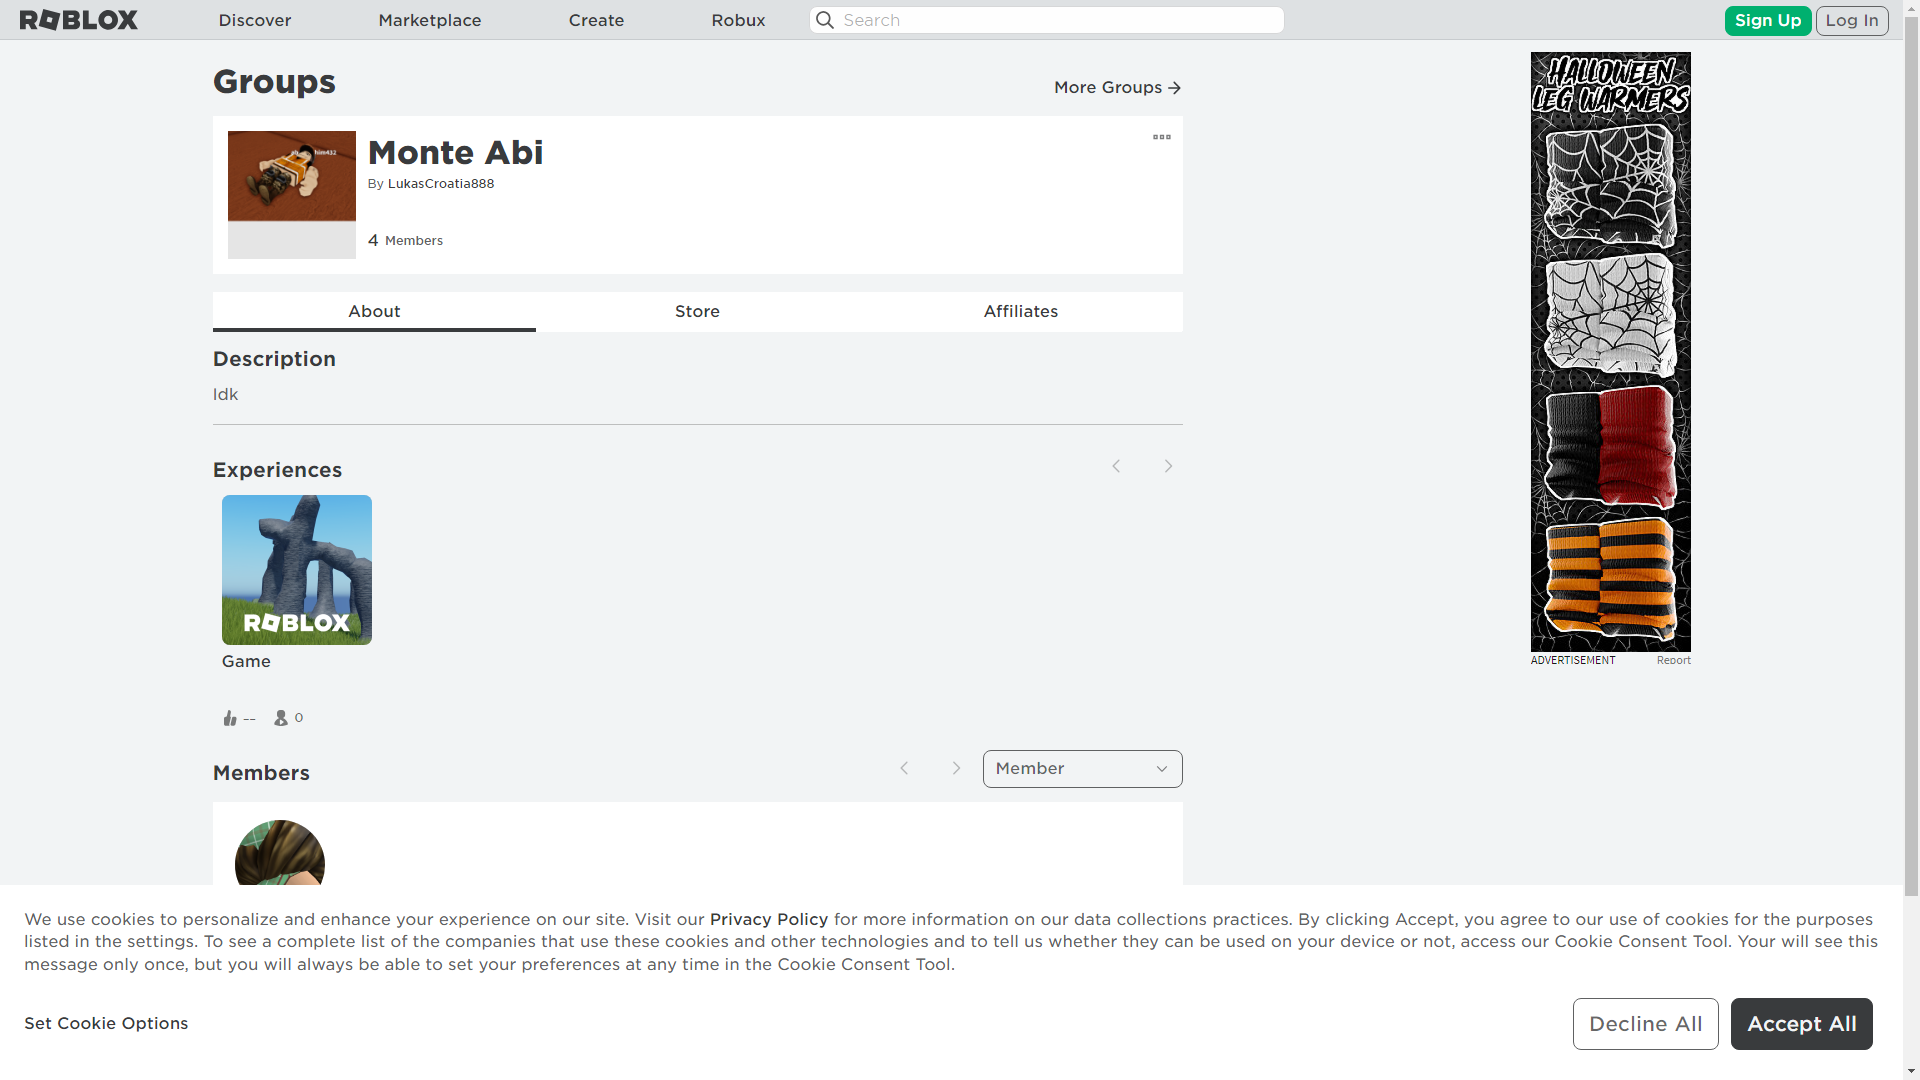 ROBLOX
Discover
Marketplace
Create
Robux
Search
Sign Up
Log In
Groups
More Groups
Monte Abi
By LukasCroatia888
4 Members
About
Store
Affiliates
Description
Idk
Experiences
ROBLOX
Game
--
0
Members
Member
HALLOWEEN
LEG WARMERS
ADVERTISEMENT
Report
We use cookies to personalize and enhance your experience on our site. Visit our Privacy Policy for more information on our data collections practices. By clicking Accept, you agree to our use of cookies for the purposes
listed in the settings. To see a complete list of the companies that use these cookies and other technologies and to tell us whether they can be used on your device or not, access our Cookie Consent Tool. Your will see this
message only once, but you will always be able to set your preferences at any time in the Cookie Consent Tool.
Set Cookie Options
Decline All
Accept All